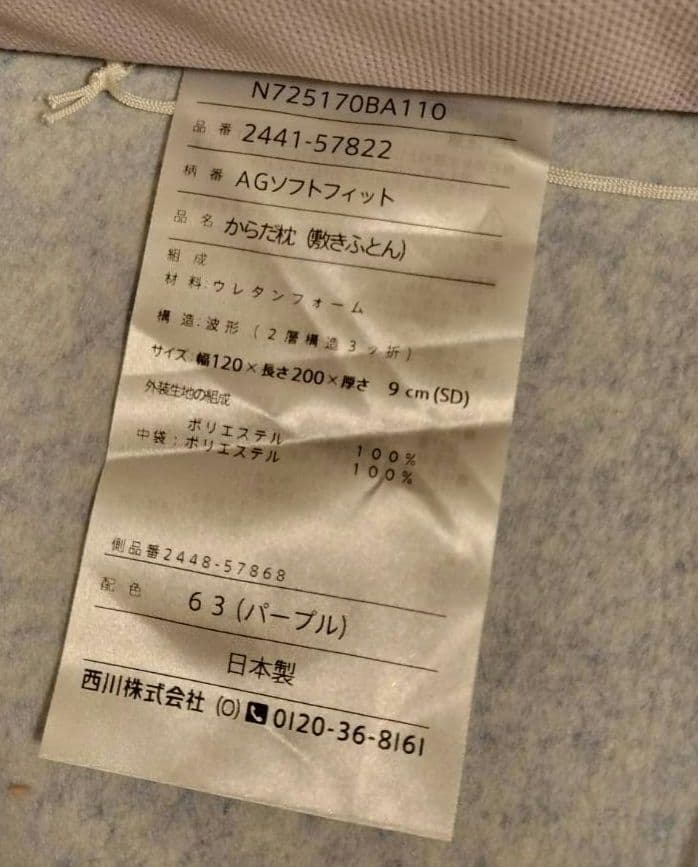 N725170BA110
品番 2441-57822
柄番 AGソフトフィット
品名 からだ枕 (敷きふとん)
組成
材料:ウレタンフォーム
構造:波形(2層構造3ッ折)
サイズ:幅120×長さ200×厚さ 9cm(SD)
外装生地の組成
ポリエステル 100%
中袋:ポリエステル 100%
側品番2448-57868
配色 63(パープル)
日本製
西川株式会社 (O) 0120-36-8161